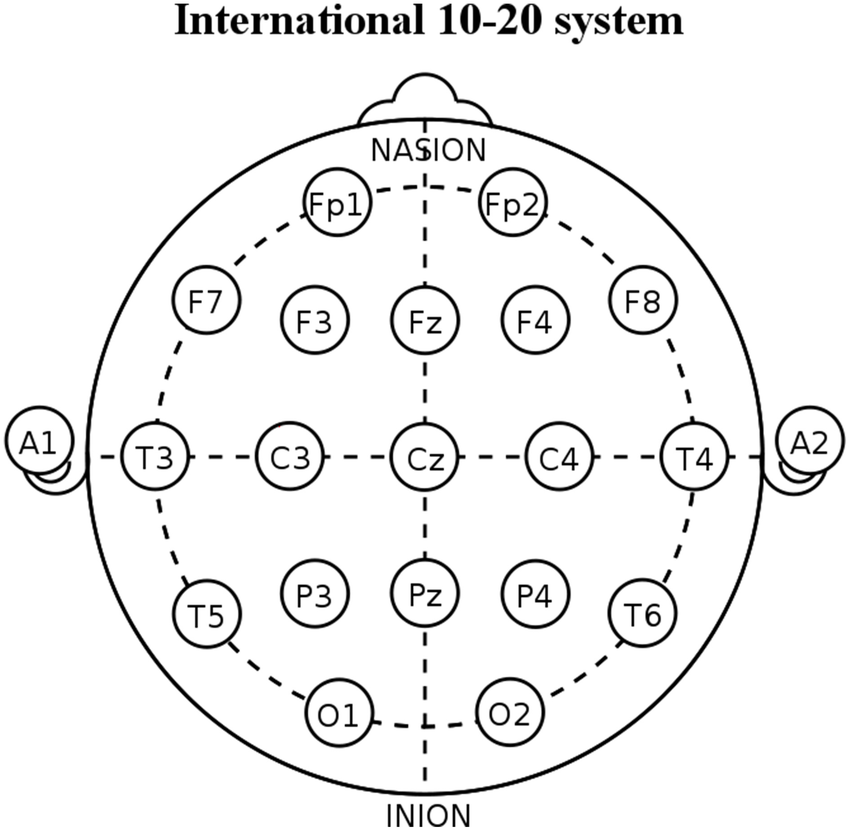 International 10-20 system
NASION
Fp1 Fp2
F7 F3 Fz F4 F8
A1 T3 C3 Cz C4 T4 A2
T5 P3 Pz P4 T6
O1 O2
INION